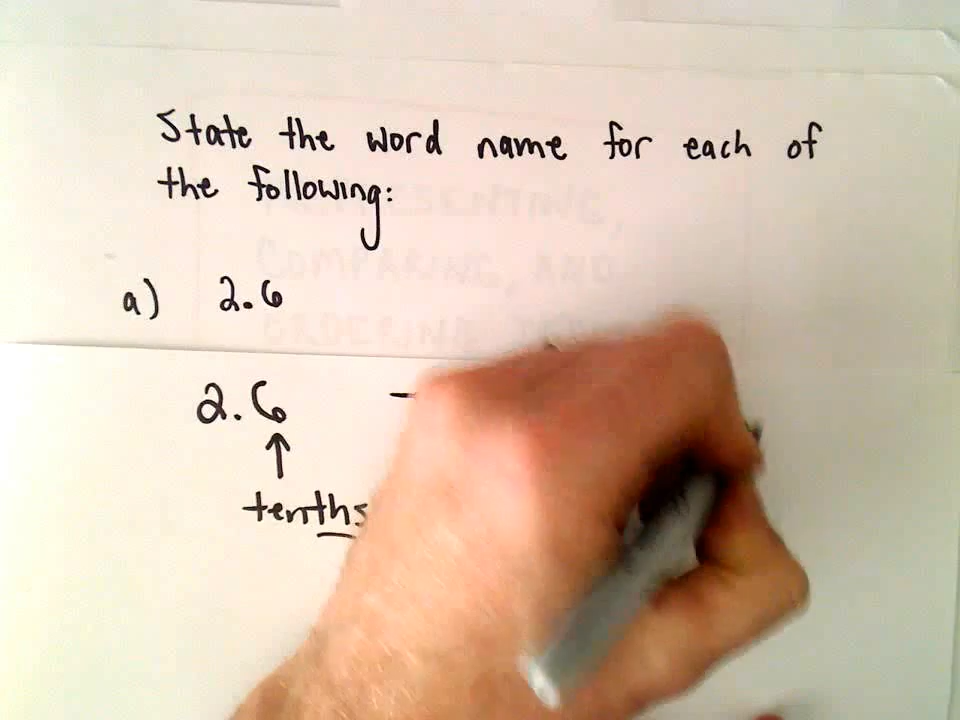 State the word name for each of
the following:
a) 2.6
2.6
↑
tenths